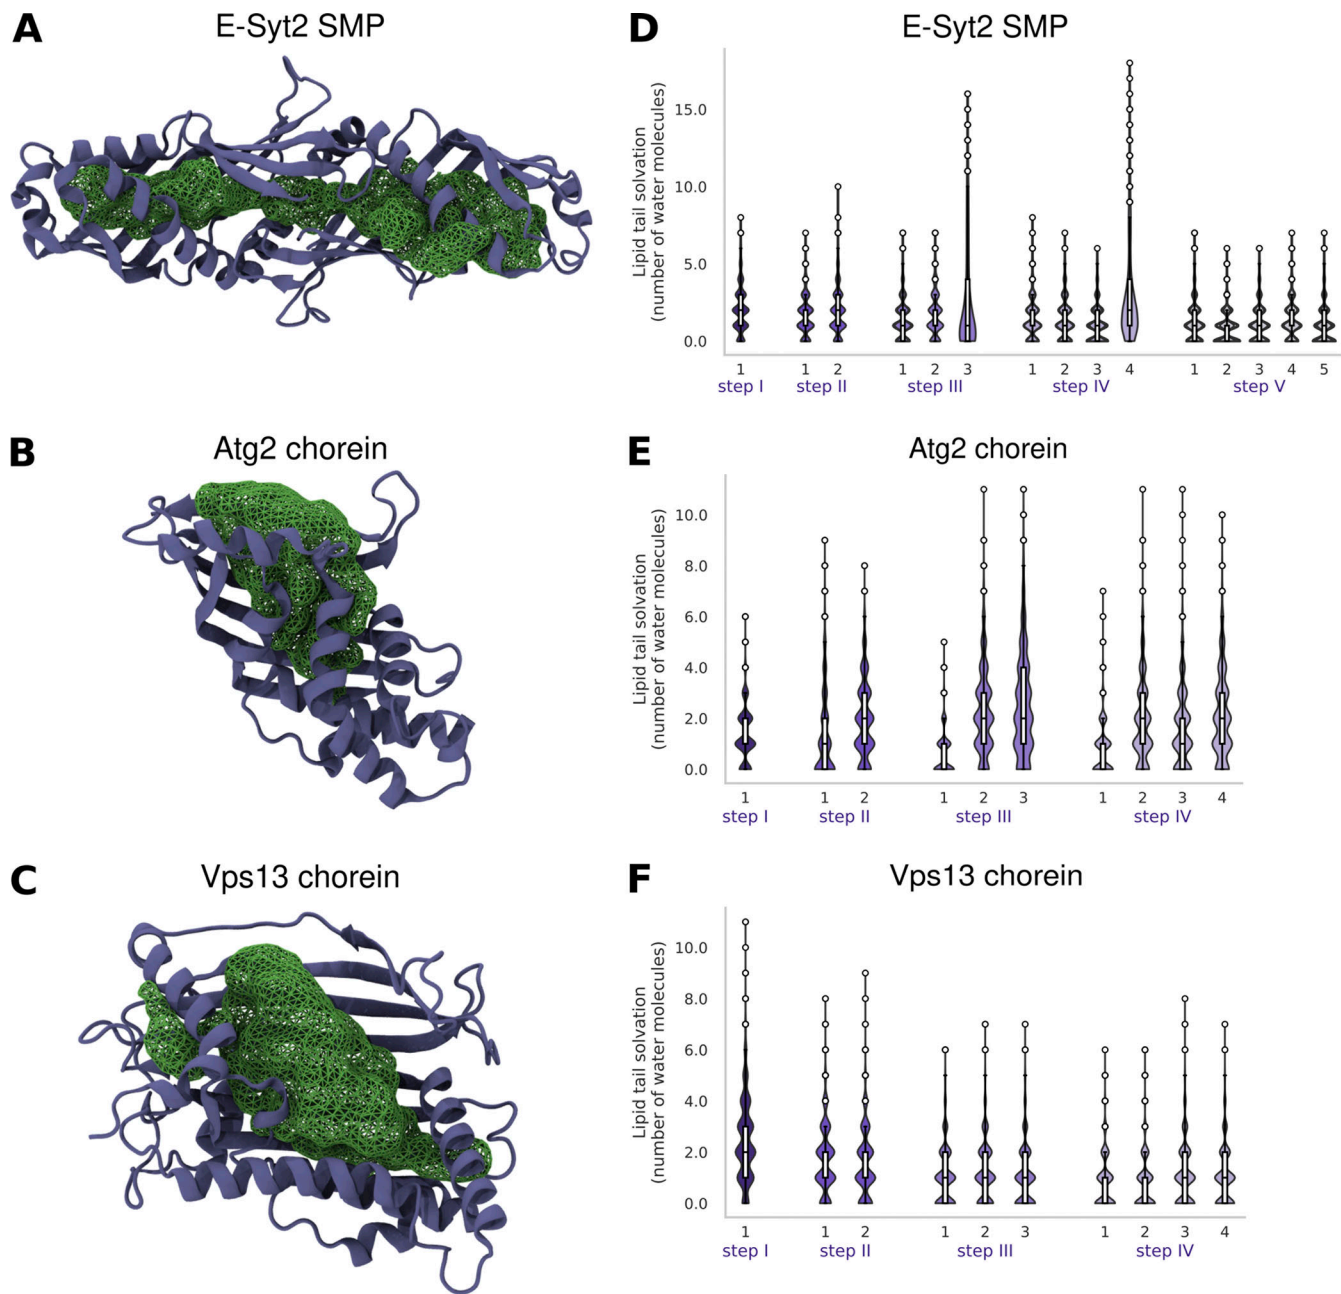 A
E-Syt2 SMP
D
E-Syt2 SMP
Lipid tail solvation
(number of water molecules)
15.0
10.0
5.0
0.0
1 1 2 1 2 3 1 2 3 4 1 2 3 4 5
step I step II step III step IV step V
B
Atg2 chorein
E
Atg2 chorein
Lipid tail solvation
(number of water molecules)
10.0
8.0
6.0
4.0
2.0
0.0
1 1 2 1 2 3 1 2 3 4
step I step II step III step IV
C
Vps13 chorein
F
Vps13 chorein
Lipid tail solvation
(number of water molecules)
10.0
8.0
6.0
4.0
2.0
0.0
1 1 2 1 2 3 1 2 3 4
step I step II step III step IV